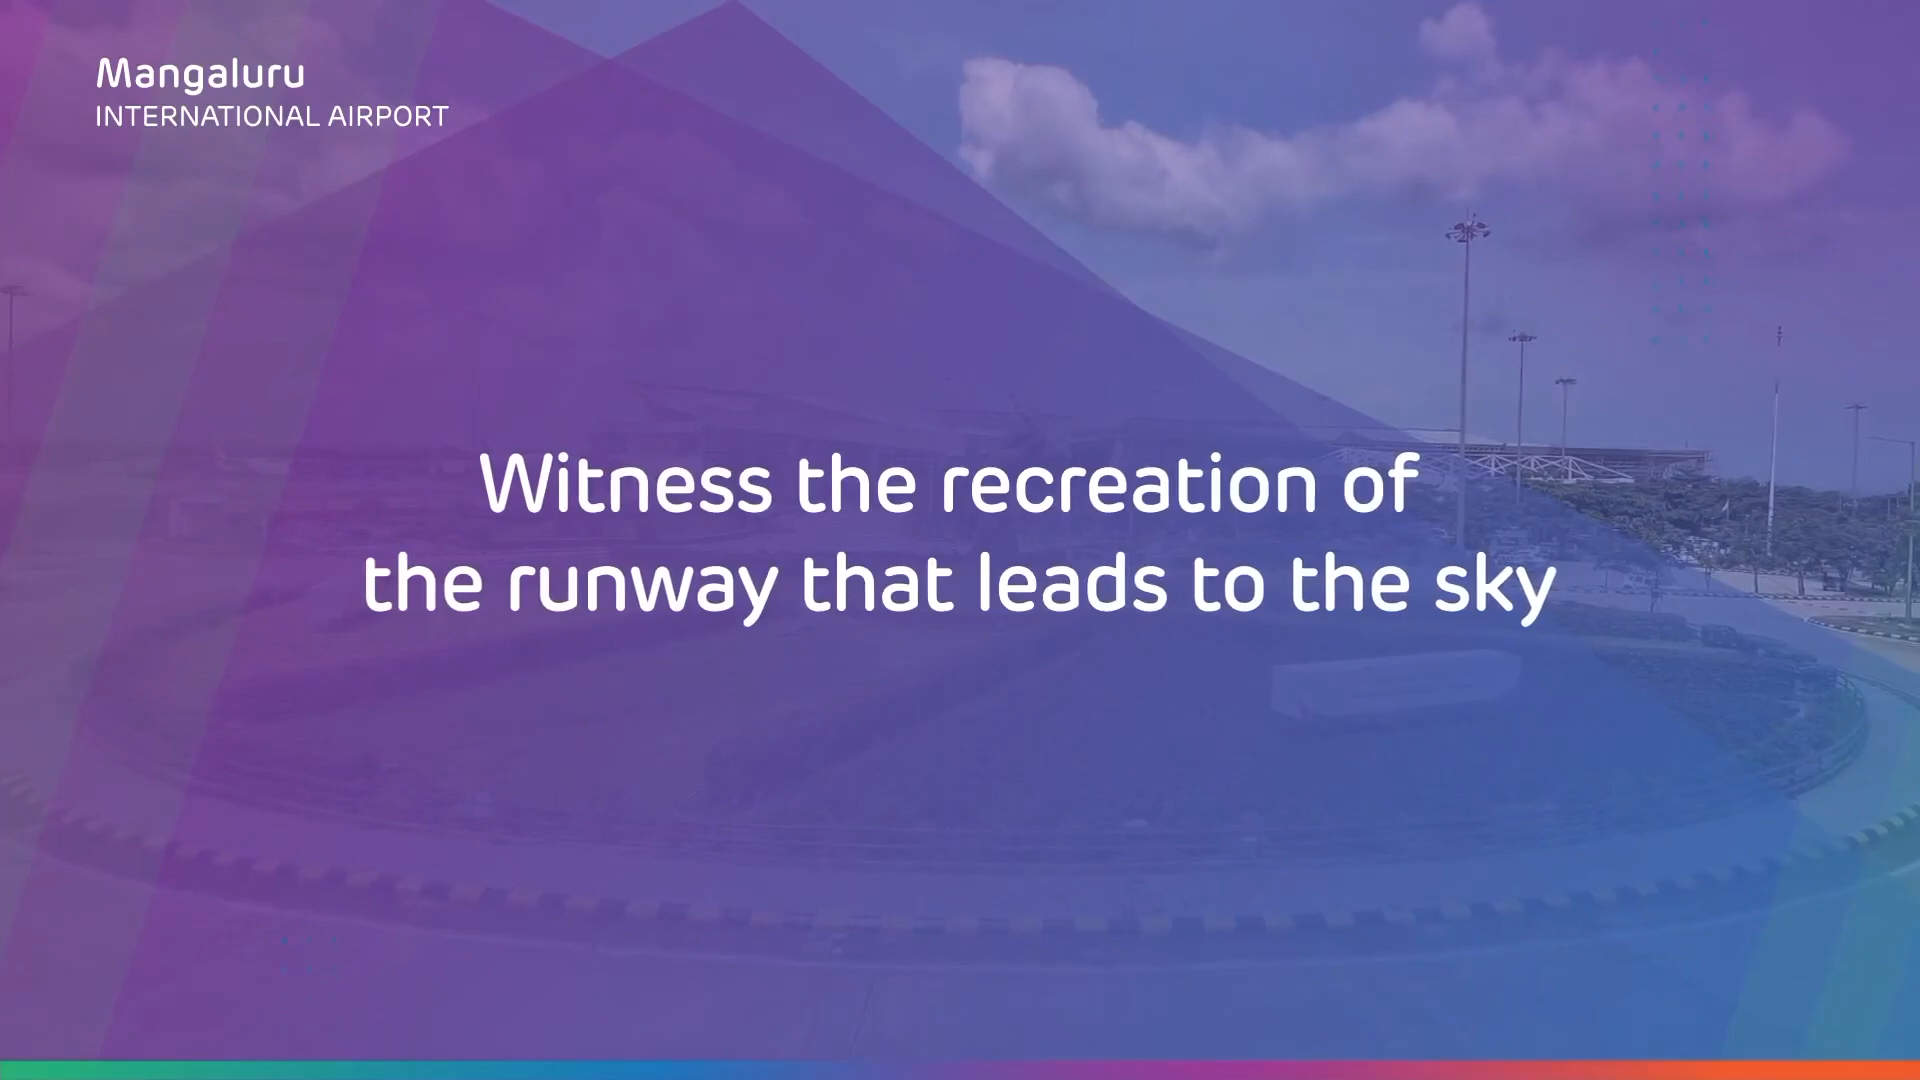 Mangaluru
INTERNATIONAL AIRPORT
Witness the recreation of
the runway that leads to the sky